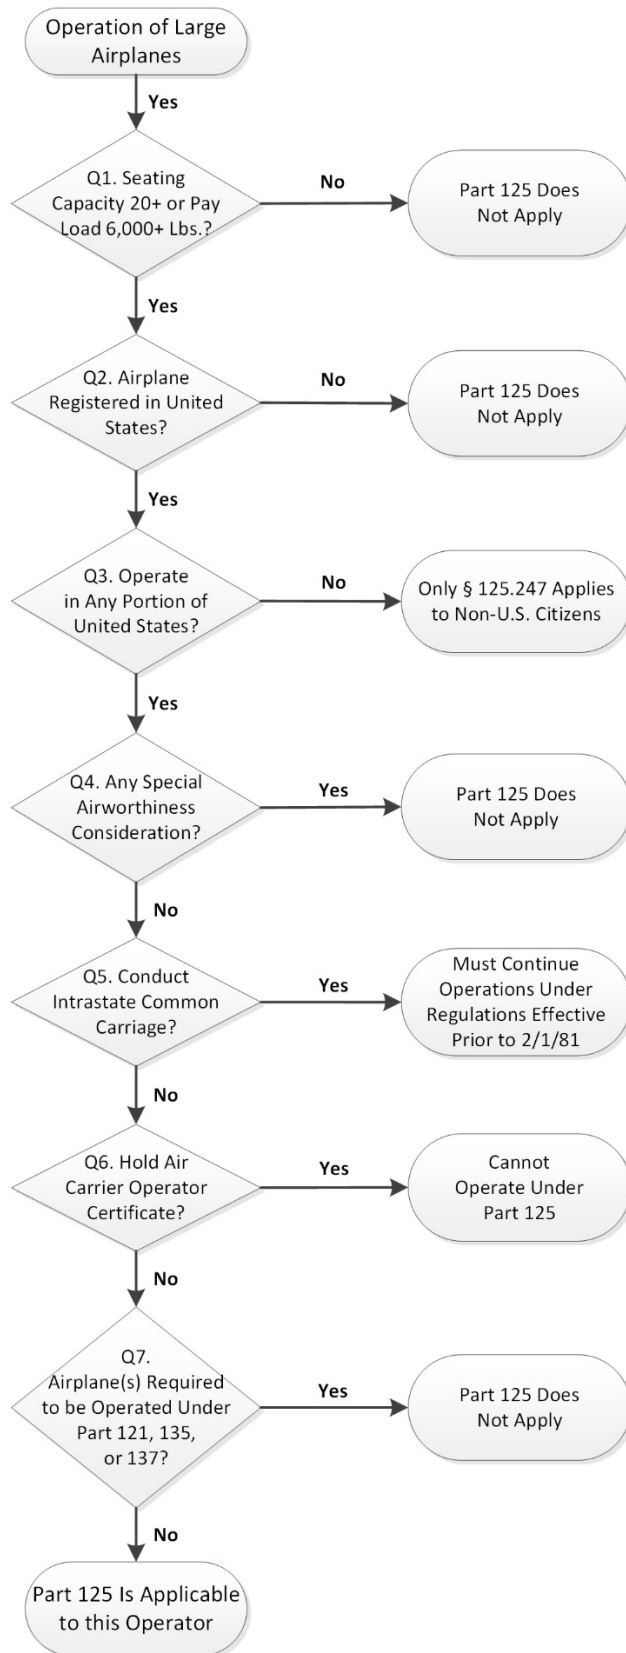 Operation of Large
Airplanes
Yes
Q1. Seating
Capacity 20+ or Pay
Load 6,000+ Lbs.?
No
Part 125 Does
Not Apply
Yes
Q2. Airplane
Registered in United
States?
No
Part 125 Does
Not Apply
Yes
Q3. Operate
in Any Portion of
United States?
No
Only § 125.247 Applies
to Non-U.S. Citizens
Yes
Q4. Any Special
Airworthiness
Consideration?
Yes
Part 125 Does
Not Apply
No
Q5. Conduct
Intrastate Common
Carriage?
Yes
Must Continue
Operations Under
Regulations Effective
Prior to 2/1/81
No
Q6. Hold Air
Carrier Operator
Certificate?
Yes
Cannot
Operate Under
Part 125
No
Q7.
Airplane(s) Required
to be Operated Under
Part 121, 135,
or 137?
Yes
Part 125 Does
Not Apply
No
Part 125 Is Applicable
to this Operator